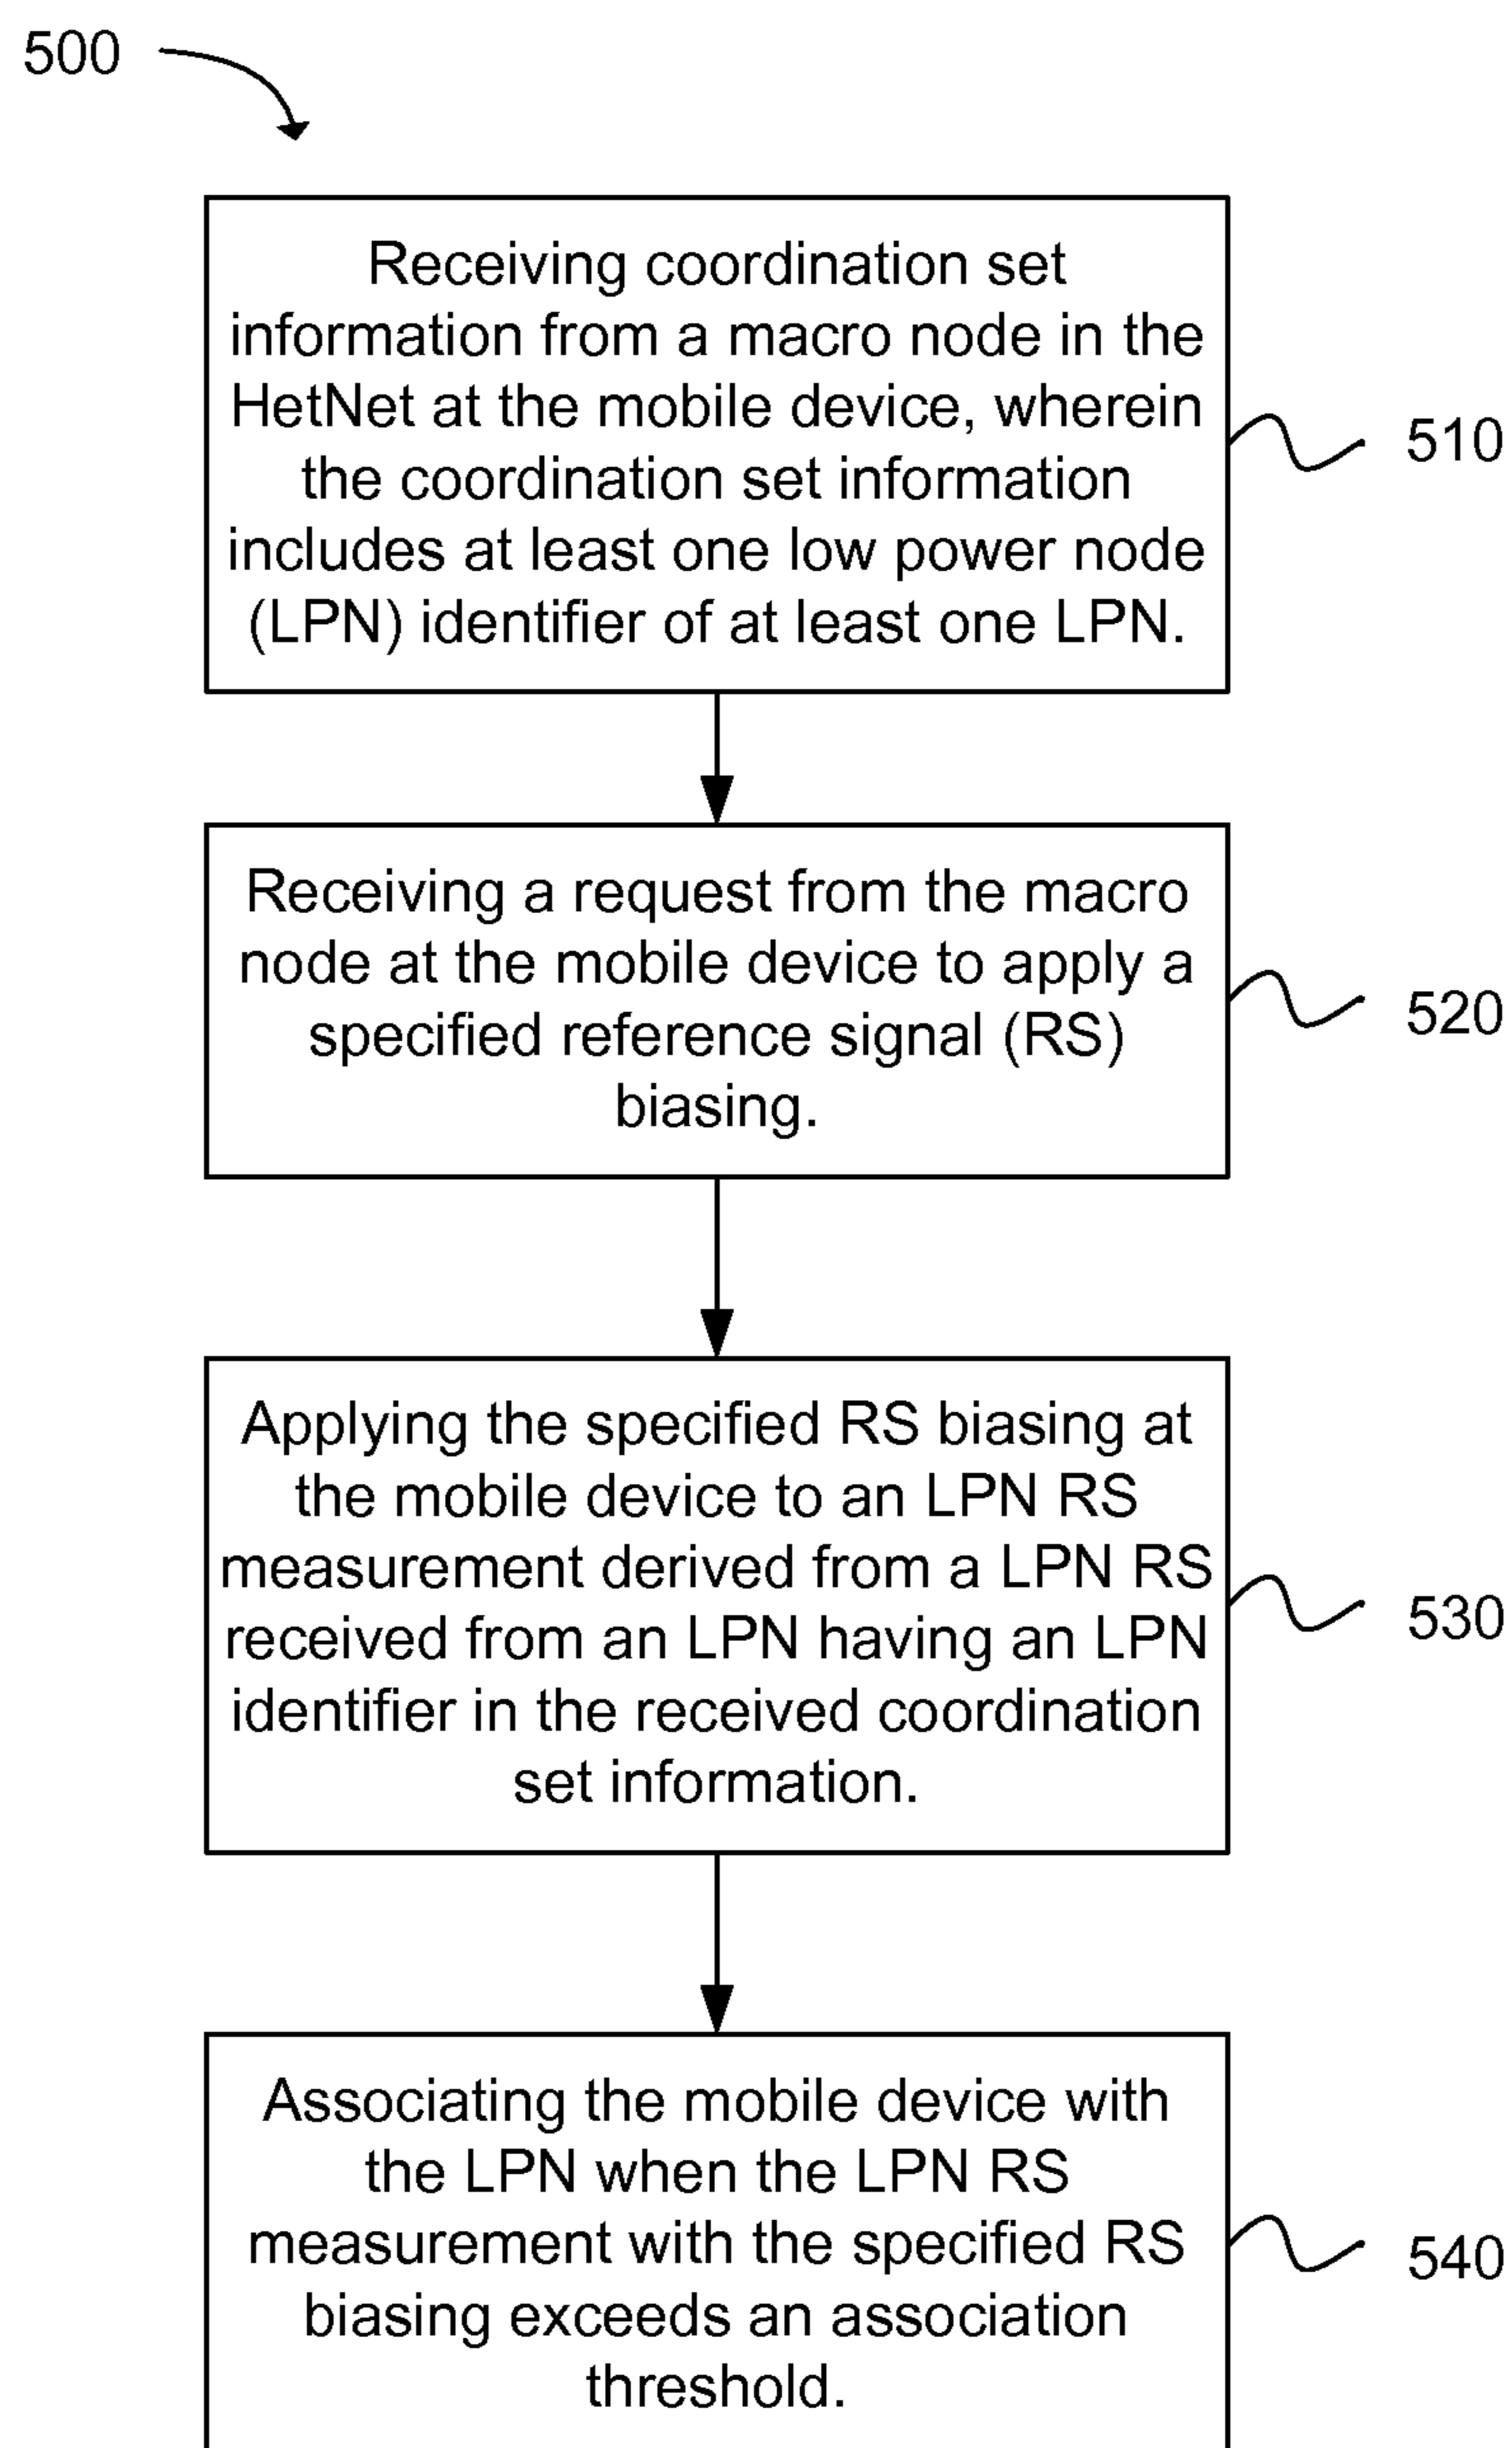 500
Receiving coordination set
information from a macro node in the
HetNet at the mobile device, wherein
the coordination set information
includes at least one low power node
(LPN) identifier of at least one LPN.
510
Receiving a request from the macro
node at the mobile device to apply a
specified reference signal (RS)
biasing.
520
Applying the specified RS biasing at
the mobile device to an LPN RS
measurement derived from a LPN RS
received from an LPN having an LPN
identifier in the received coordination
set information.
530
Associating the mobile device with
the LPN when the LPN RS
measurement with the specified RS
biasing exceeds an association
threshold.
540